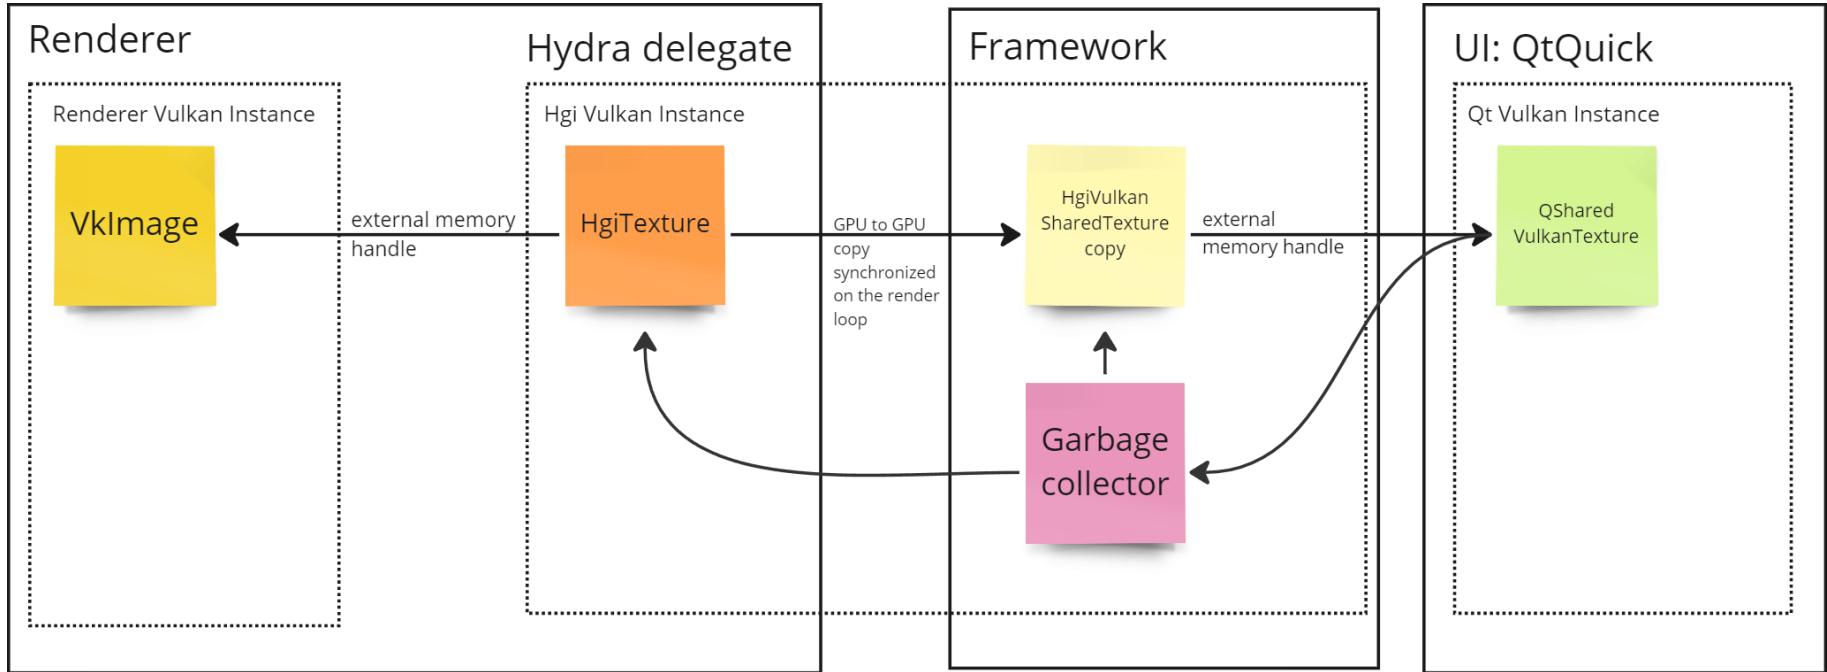 Renderer
Hydra delegate
Framework
UI: QtQuick
Renderer Vulkan Instance
Hgi Vulkan Instance
Qt Vulkan Instance
VkImage
external memory
handle
HgiTexture
GPU to GPU
copy
synchronized
on the render
loop
HgiVulkan
SharedTexture
copy
external
memory handle
QShared
VulkanTexture
Garbage
collector